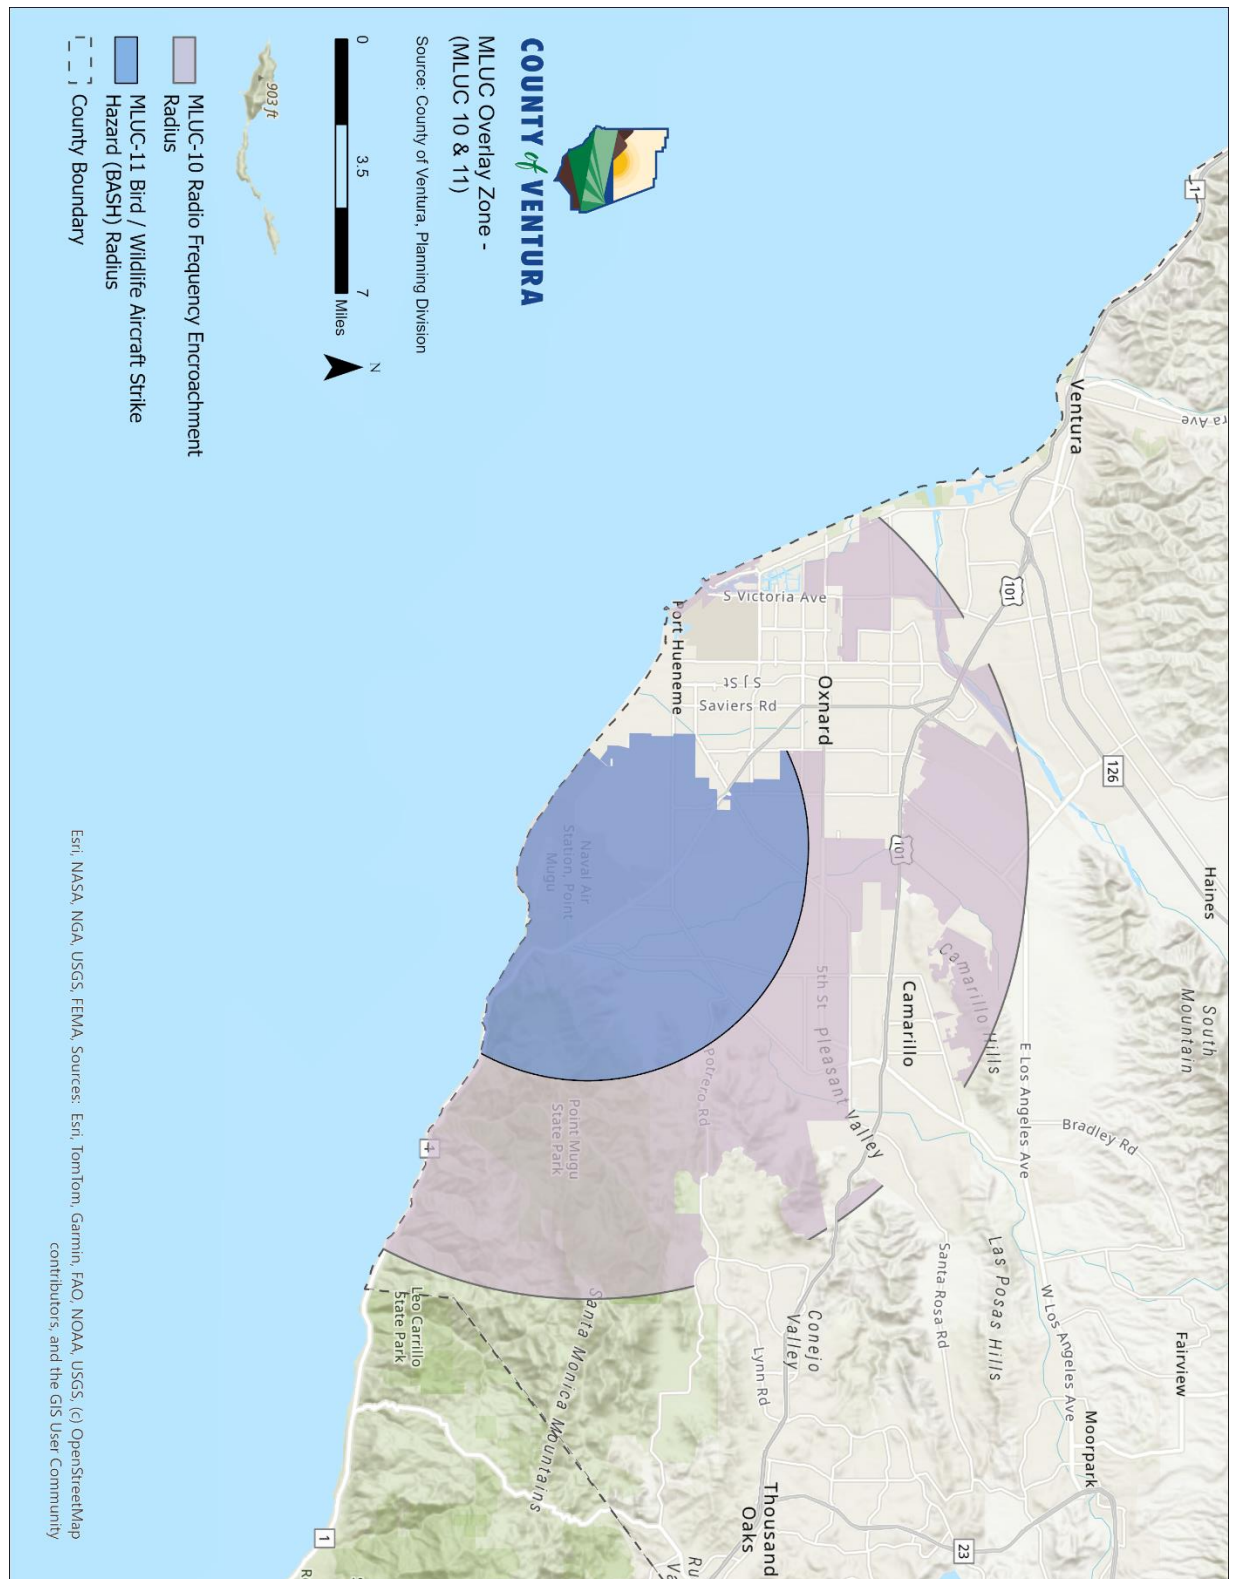 COUNTY of VENTURA
MLUC Overlay Zone -
(MLUC 10 & 11)
Source: County of Ventura, Planning Division
0
3.5
7
Miles
N
903 ft
MLUC-10 Radio Frequency Encroachment
Radius
MLUC-11 Bird / Wildlife Aircraft Strike
Hazard (BASH) Radius
County Boundary
1
Ventura
ra Ave
101
126
Haines
South
Mountain
S Victoria Ave
Port Hueneme
S J St
Saviers Rd
Oxnard
101
Camarillo Hills
Camarillo
E Los Angeles Ave
Bradley Rd
5th St
Pleasant Valley
Naval Air
Station, Point
Mugu
Potrero Rd
Point Mugu
State Park
Santa Rosa Rd
Las Posas Hills
W Los Angeles Ave
Fairview
Moorpark
Conejo
Valley
Lynn Rd
Thousand
Oaks
23
Santa Monica Mountains
Leo Carrillo
State Park
1
Ru
Va
R
Esri, NASA, NGA, USGS, FEMA, Sources: Esri, TomTom, Garmin, FAO, NOAA, USGS, (c) OpenStreetMap
contributors, and the GIS User Community